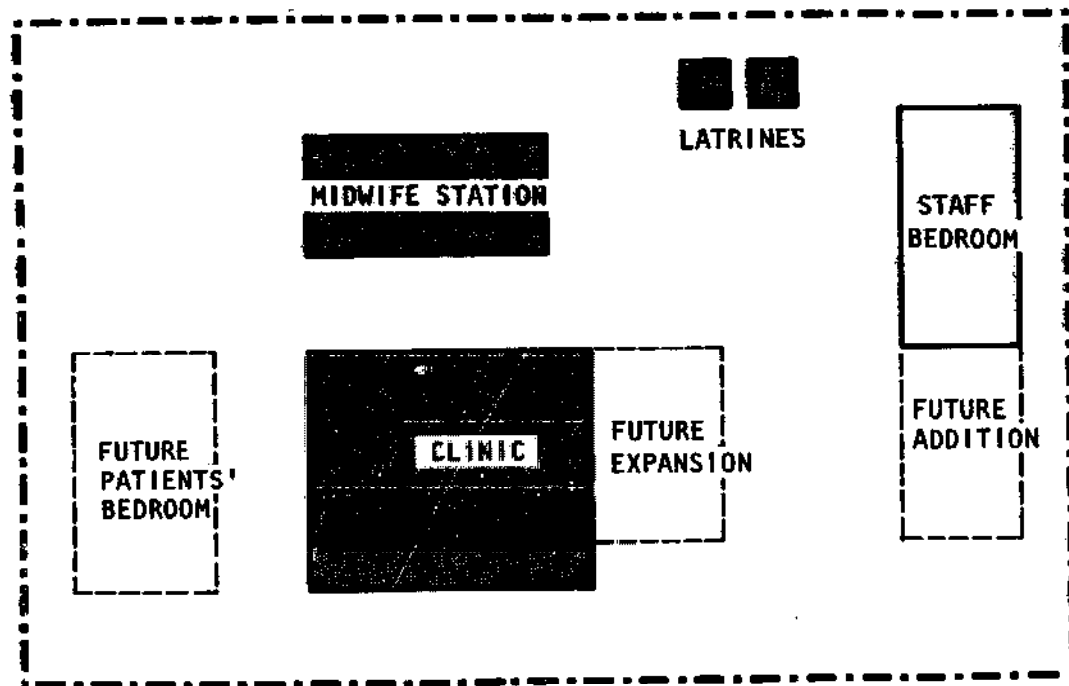 LATRINES
MIDWIFE STATION
STAFF
BEDROOM
FUTURE
PATIENTS'
BEDROOM
CLINIC
FUTURE
EXPANSION
FUTURE
ADDITION